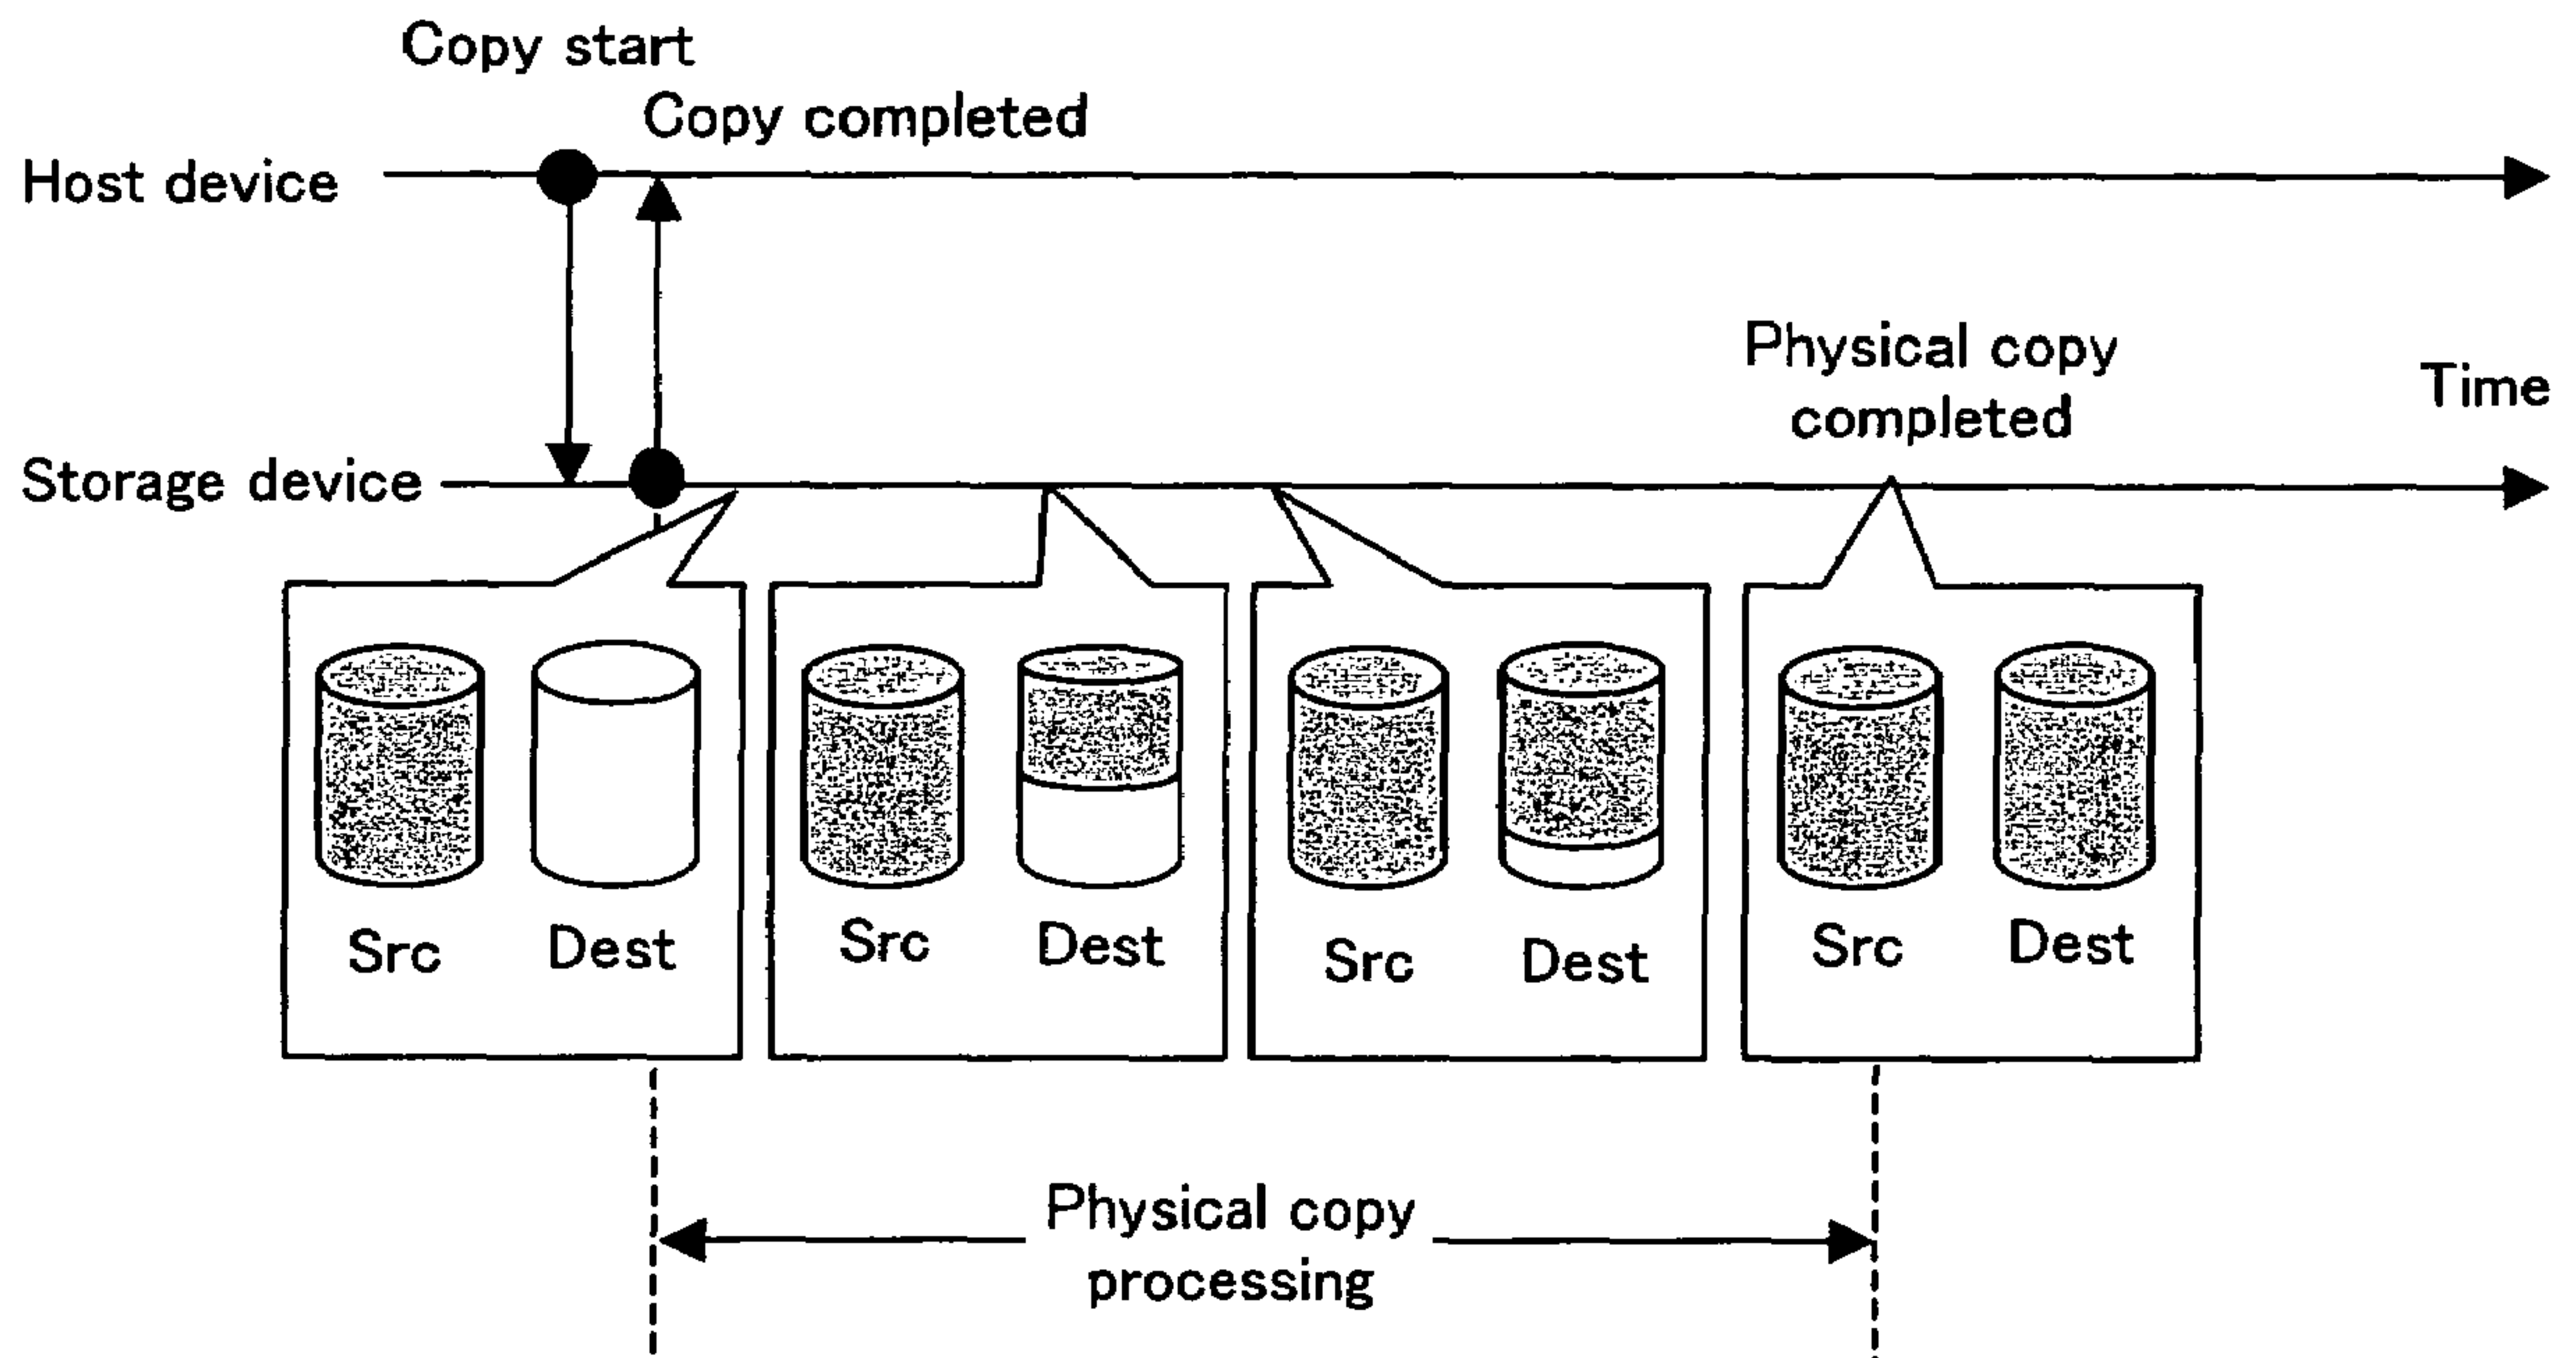 Copy start
Copy completed
Host device
Physical copy
completed
Time
Storage device
Src
Dest
Src
Dest
Src
Dest
Src
Dest
Physical copy
processing